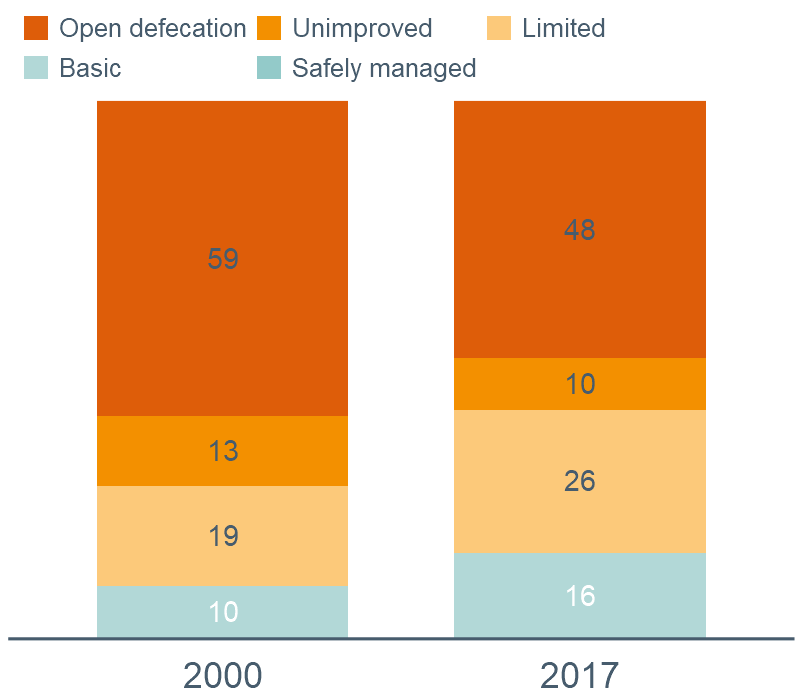 Open defecation Unimproved Limited
Basic Safely managed
59 48
13 10
19 26
10 16
2000 2017